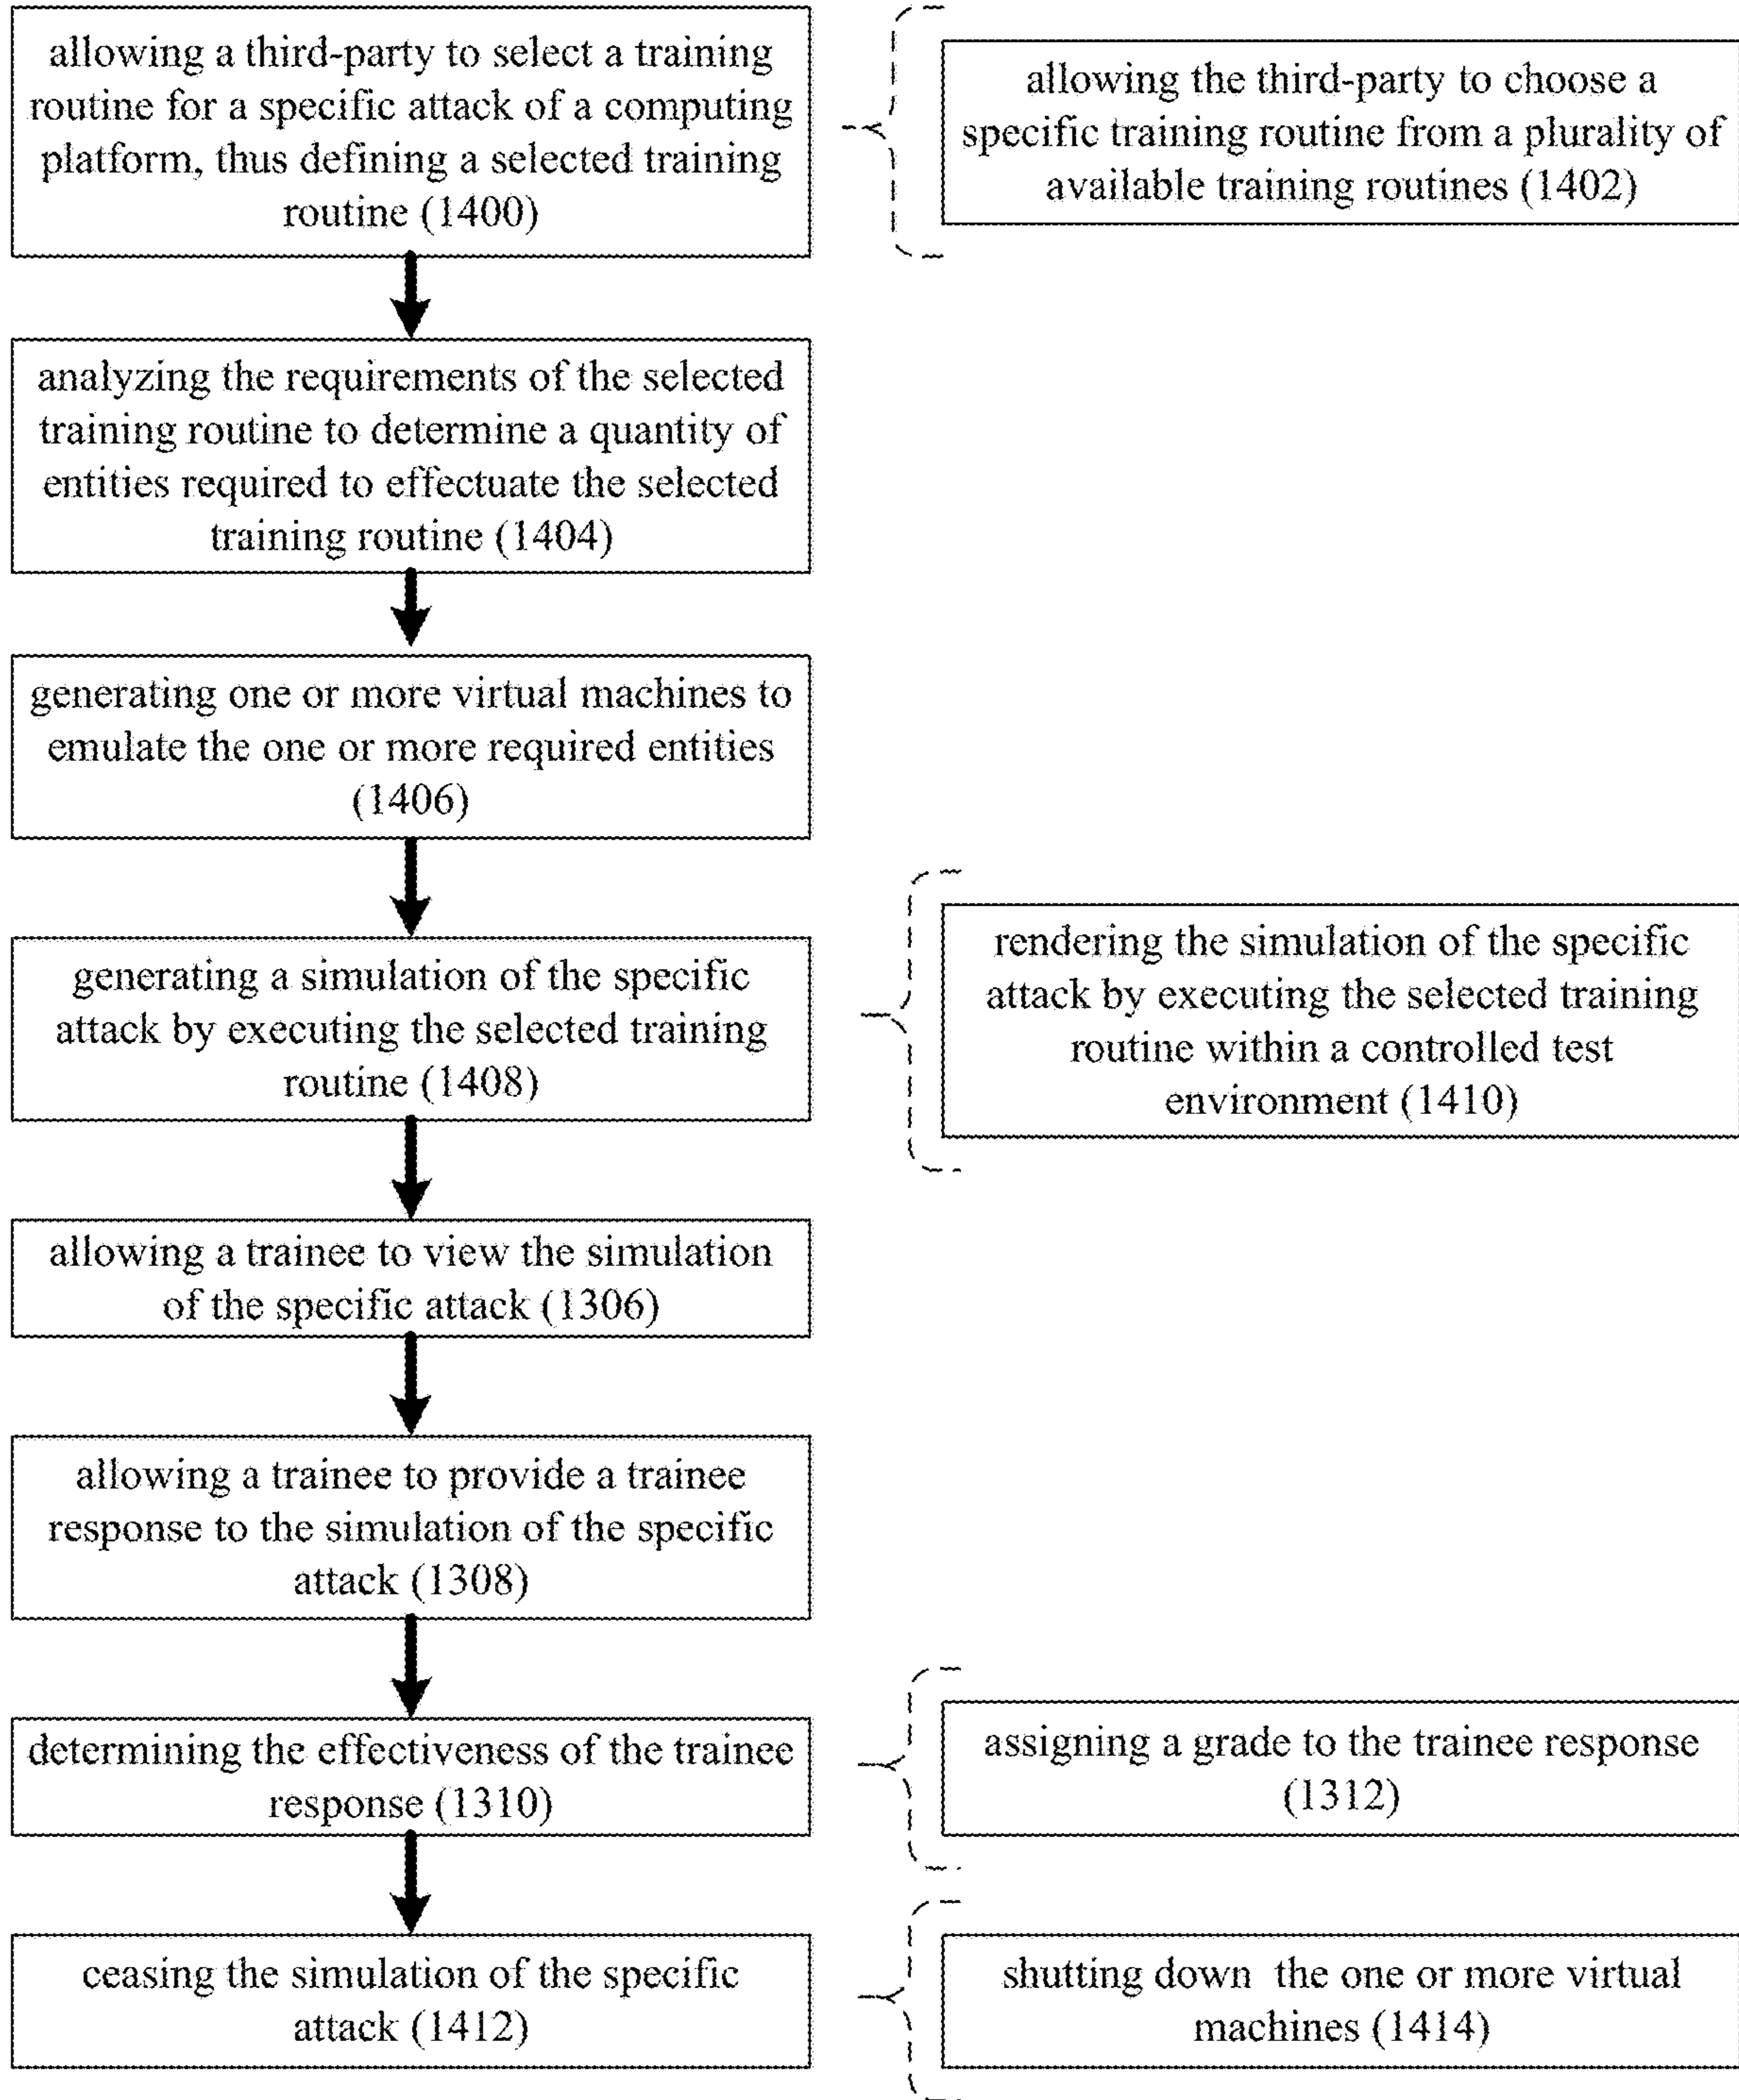 allowing a third-party to select a training
routine for a specific attack of a computing
platform, thus defining a selected training
routine (1400)
allowing the third-party to choose a
specific training routine from a plurality of
available training routines (1402)
analyzing the requirements of the selected
training routine to determine a quantity of
entities required to effectuate the selected
training routine (1404)
generating one or more virtual machines to
emulate the one or more required entities
(1406)
generating a simulation of the specific
attack by executing the selected training
routine (1408)
rendering the simulation of the specific
attack by executing the selected training
routine within a controlled test
environment (1410)
allowing a trainee to view the simulation
of the specific attack (1306)
allowing a trainee to provide a trainee
response to the simulation of the specific
attack (1308)
determining the effectiveness of the trainee
response (1310)
assigning a grade to the trainee response
(1312)
ceasing the simulation of the specific
attack (1412)
shutting down the one or more virtual
machines (1414)